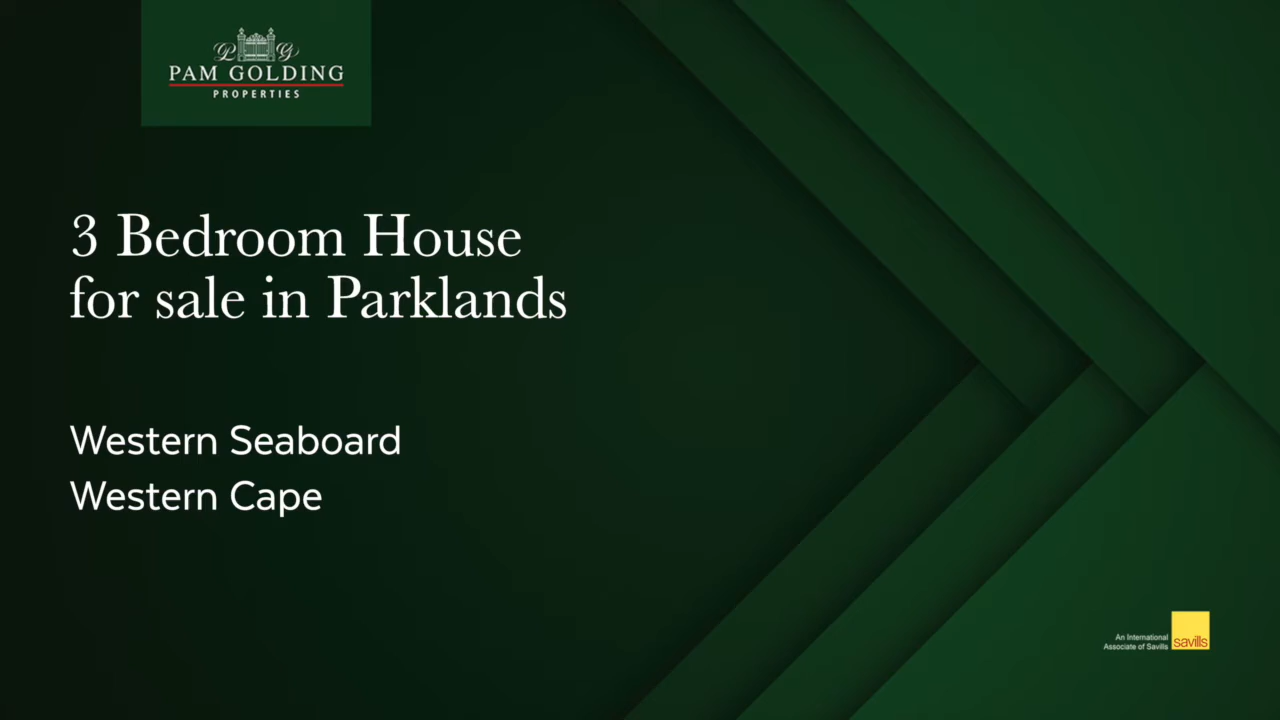 P G
PAM GOLDING
PROPERTIES
3 Bedroom House
for sale in Parklands
Western Seaboard
Western Cape
An International
Associate of Savills
savills